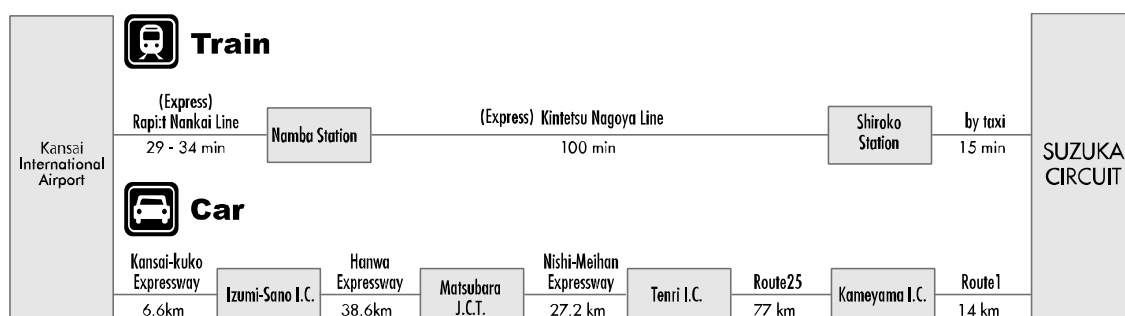 Train
Kansai
International
Airport
(Express)
Rapi:t Nankai Line
29 - 34 min
Namba Station
(Express) Kintetsu Nagoya Line
100 min
Shiroko
Station
by taxi
15 min
SUZUKA
CIRCUIT
Car
Kansai-kuko
Expressway
6.6km
Izumi-Sano I.C.
Hanwa
Expressway
38.6km
Matsubara
J.C.T.
Nishi-Meihan
Expressway
27.2 km
Tenri I.C.
Route25
77 km
Kameyama I.C.
Route1
14 km